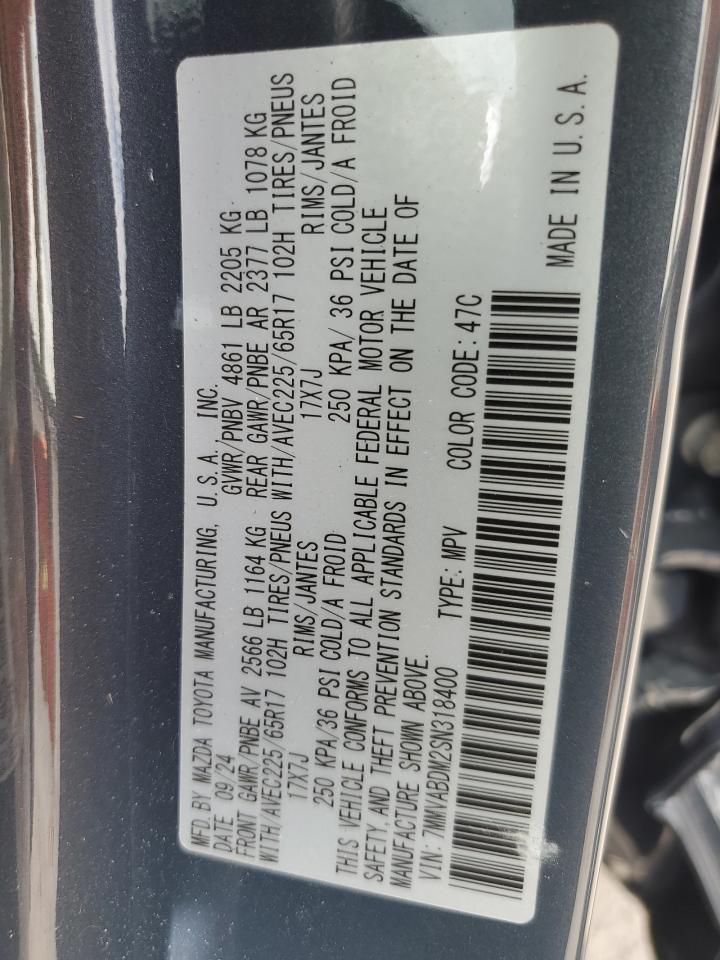 MFD. BY MAZDA TOYOTA MANUFACTURING, U.S.A. INC.
DATE 09/24 GVWR/PNBV 4861 LB 2205 KG
FRONT GAWR/PNBE AV 2566 LB 1164 KG REAR GAWR/PNBE AR 2377 LB 1078 KG
WITH/AVEC225/65R17 102H TIRES/PNEUS WITH/AVEC225/65R17 102H TIRES/PNEUS
17X7J RIMS/JANTES 17X7J RIMS/JANTES
250 KPA/36 PSI COLD/A FROID 250 KPA/ 36 PSI COLD/A FROID
THIS VEHICLE CONFORMS TO ALL APPLICABLE FEDERAL MOTOR VEHICLE
SAFETY, AND THEFT PREVENTION STANDARDS IN EFFECT ON THE DATE OF
MANUFACTURE SHOWN ABOVE.
VIN: 7MMVABDM2SN318400 TYPE: MPV COLOR CODE: 47C
MADE IN U.S.A.